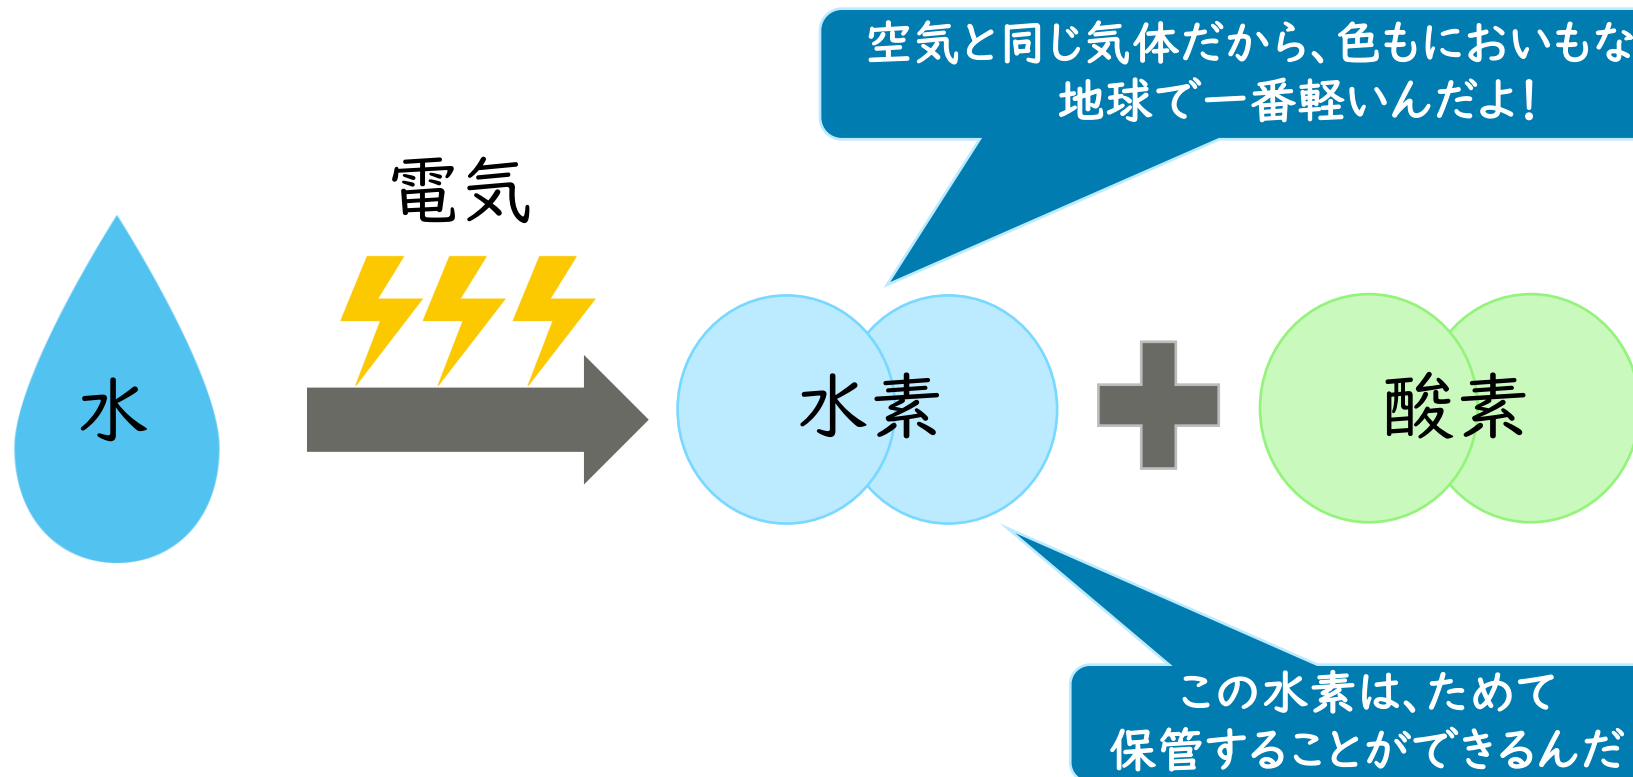 空気と同じ気体だから、色もにおいもな
地球で一番軽いんだよ!
電気
水
水素
酸素
この水素は、ためて
保管することができるんだ